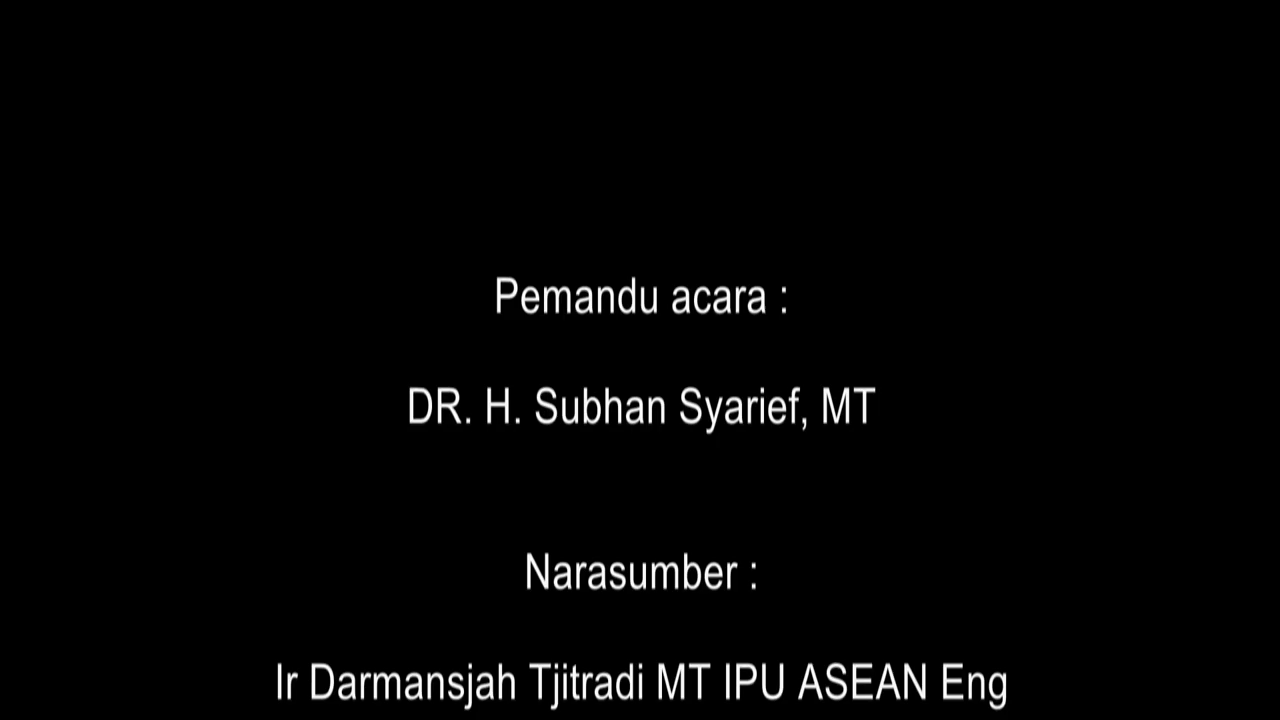 Pemandu acara :
DR. H. Subhan Syarief, MT
Narasumber :
Ir Darmansjah Tjitradi MT IPU ASEAN Eng